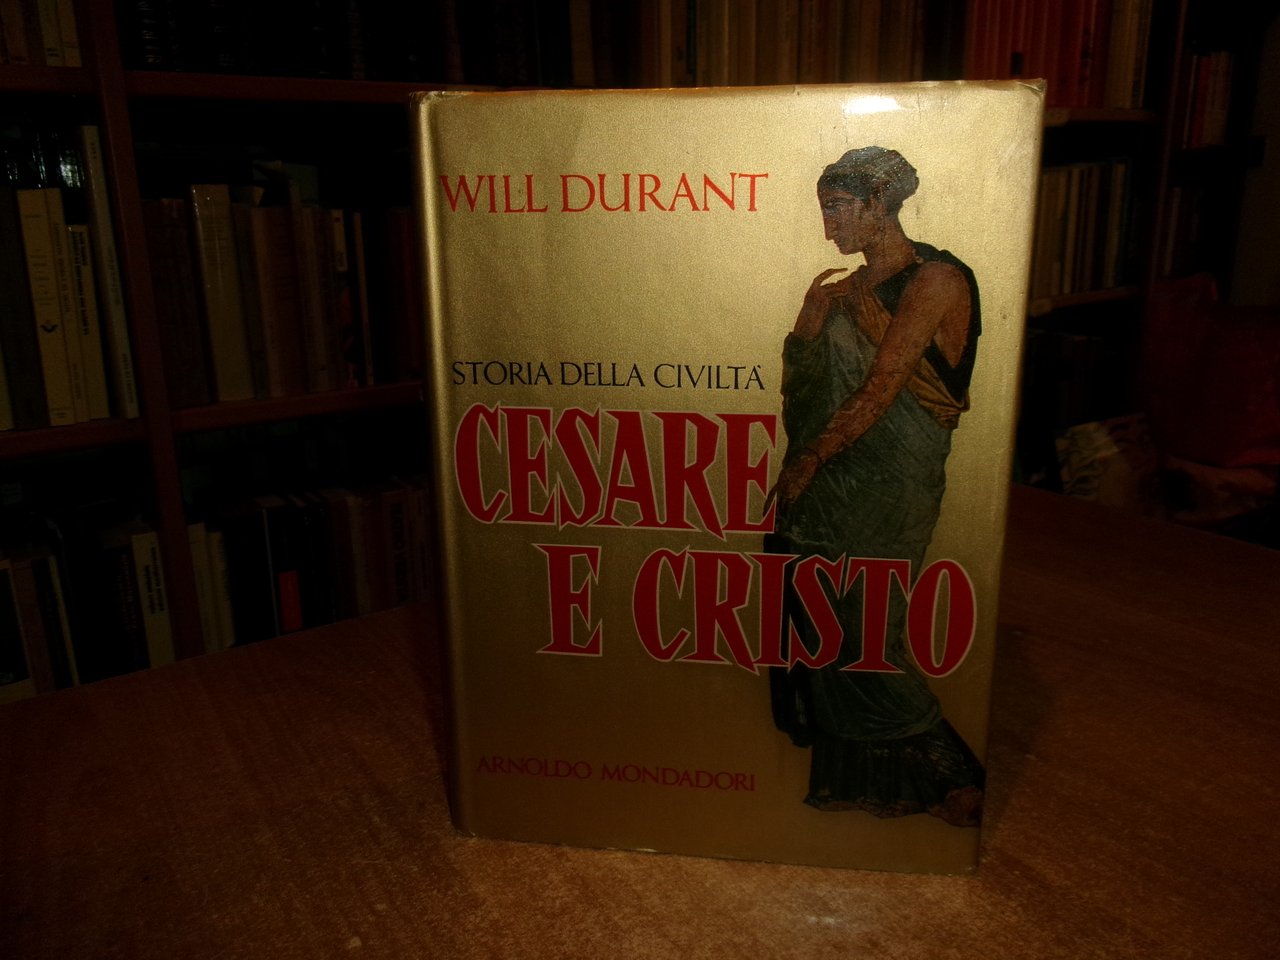 WILL DURANT
STORIA DELLA CIVILTÀ
CESARE
E CRISTO
ARNOLDO MONDADORI